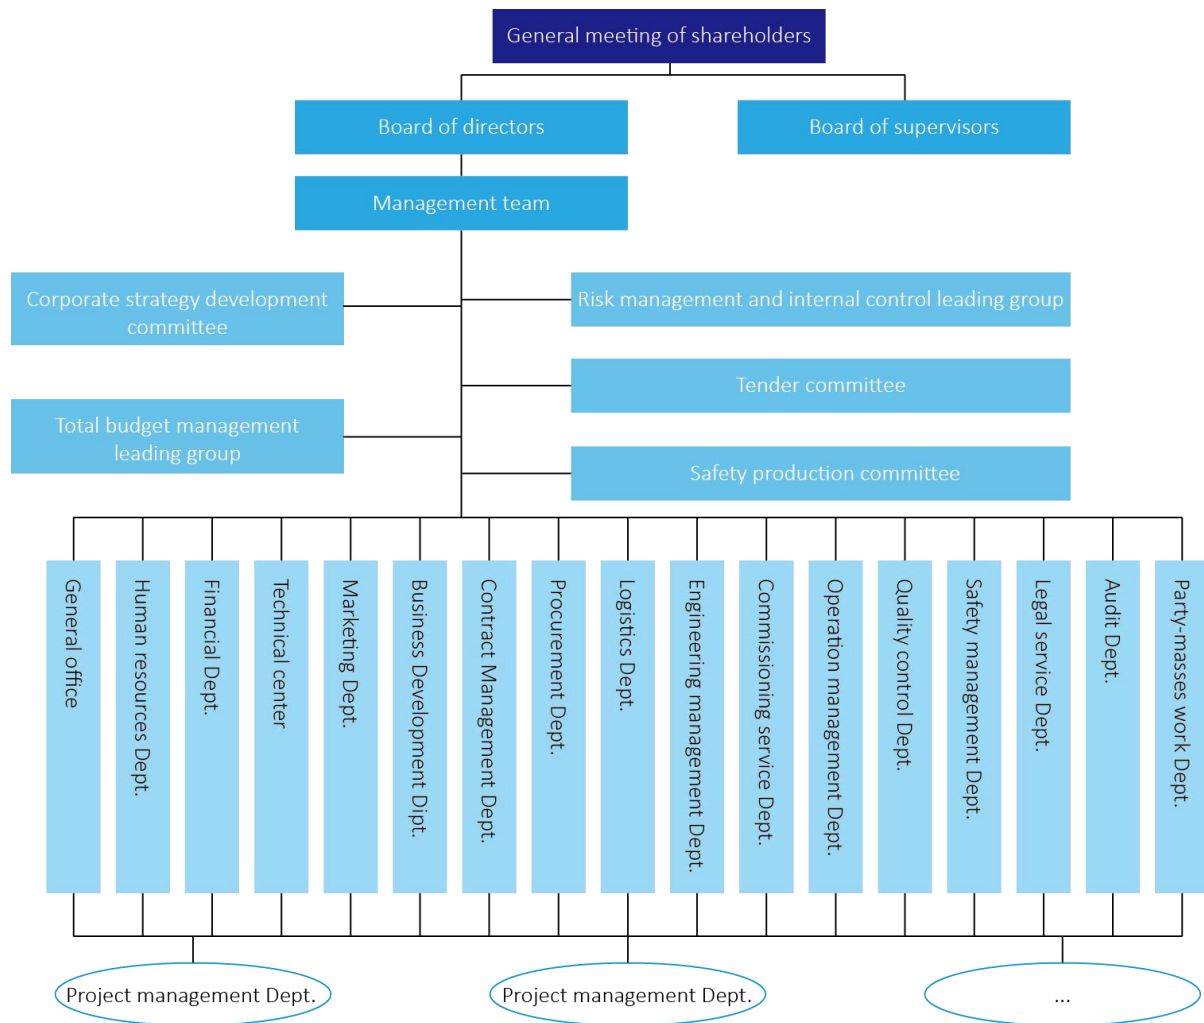 General meeting of shareholders
Board of directors
Board of supervisors
Management team
Corporate strategy development
committee
Risk management and internal control leading group
Tender committee
Total budget management
leading group
Safety production committee
General office
Human resources Dept.
Financial Dept.
Technical center
Marketing Dept.
Business Development Dipt.
Contract Management Dept.
Procurement Dept.
Logistics Dept.
Engineering management Dept.
Commissioning service Dept.
Operation management Dept.
Quality control Dept.
Safety management Dept.
Legal service Dept.
Audit Dept.
Party-masses work Dept.
Project management Dept.
Project management Dept.
...